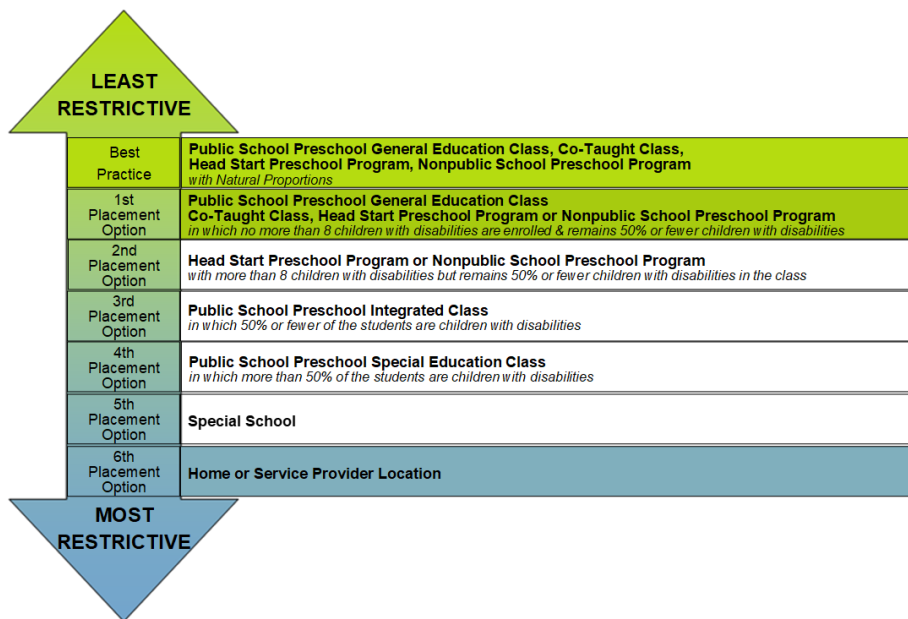 LEAST
RESTRICTIVE
Best
Practice
Public School Preschool General Education Class, Co-Taught Class,
Head Start Preschool Program, Nonpublic School Preschool Program
with Natural Proportions
1st
Placement
Option
Public School Preschool General Education Class
Co-Taught Class, Head Start Preschool Program or Nonpublic School Preschool Program
in which no more than 8 children with disabilities are enrolled & remains 50% or fewer children with disabilities
2nd
Placement
Option
Head Start Preschool Program or Nonpublic School Preschool Program
with more than 8 children with disabilities but remains 50% or fewer children with disabilities in the class
3rd
Placement
Option
Public School Preschool Integrated Class
in which 50% or fewer of the students are children with disabilities
4th
Placement
Option
Public School Preschool Special Education Class
in which more than 50% of the students are children with disabilities
5th
Placement
Option
Special School
6th
Placement
Option
Home or Service Provider Location
MOST
RESTRICTIVE